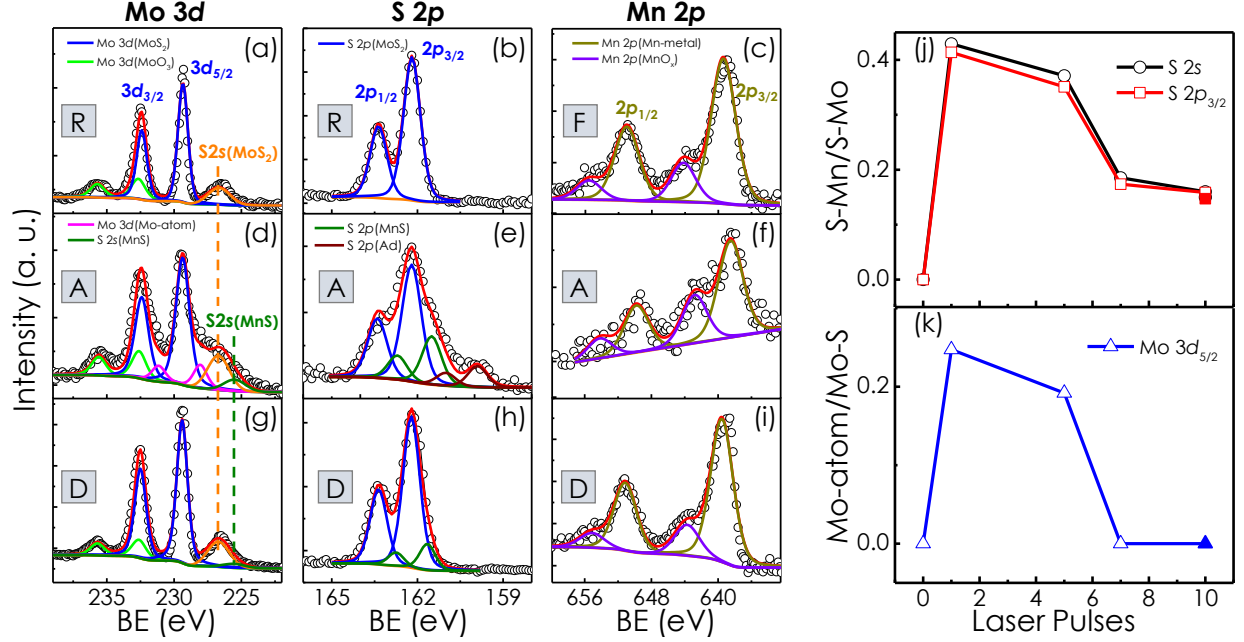 Mo 3d
S 2p
Mn 2p
Intensity (a. u.)
(a)
Mo 3d(MoS₂)
Mo 3d(MoO₃)
3d₃/₂
3d₅/₂
R
S2s(MoS₂)
(b)
S 2p(MoS₂)
2p₁/₂
2p₃/₂
R
(c)
Mn 2p(Mn-metal)
Mn 2p(MnOₓ)
2p₁/₂
2p₃/₂
F
(d)
Mo 3d(Mo-atom)
S 2s(MnS)
A
S2s(MnS)
(e)
S 2p(MnS)
S 2p(Ad)
A
(f)
A
(g)
D
(h)
D
(i)
D
235 230 225
BE (eV)
165 162 159
BE (eV)
656 648 640
BE (eV)
(j)
S 2s
S 2p₃/₂
S-Mn/S-Mo
0.4
0.2
0.0
(k)
Mo 3d₅/₂
Mo-atom/Mo-S
0.2
0.0
0 2 4 6 8 10
Laser Pulses